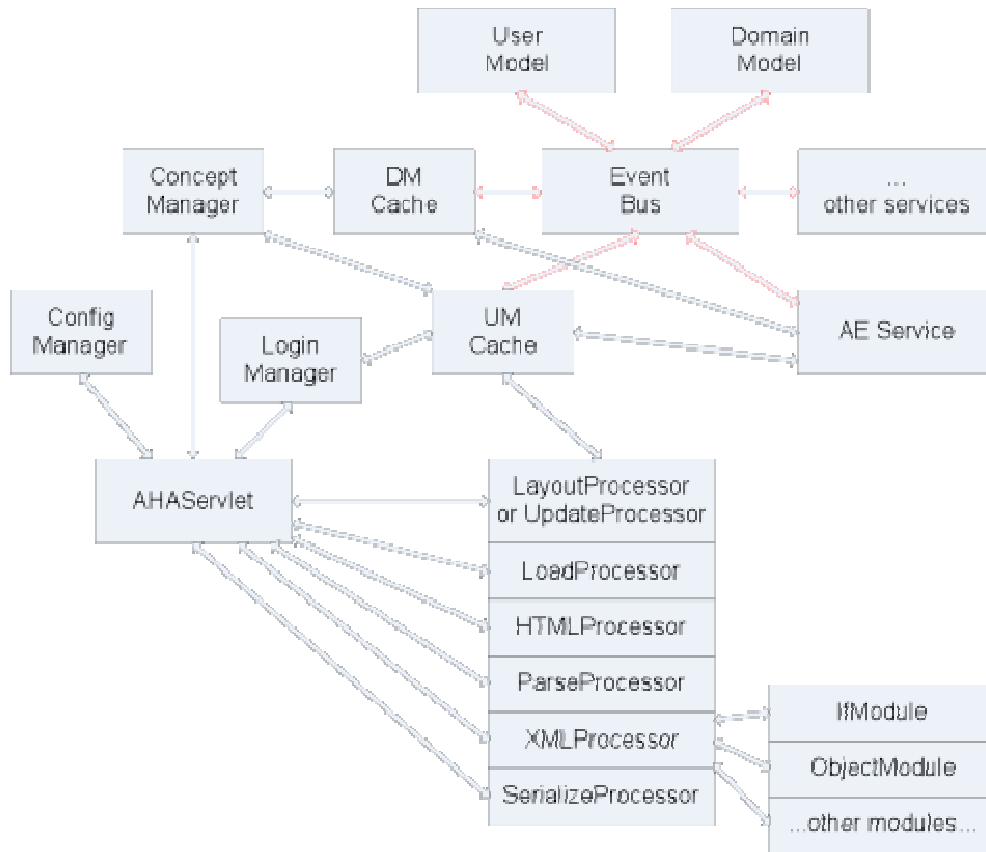 User
Model
Domain
Model
Concept
Manager
DM
Cache
Event
Bus
...
other services
Config
Manager
Login
Manager
UM
Cache
AE Service
AHAServlet
LayoutProcessor
or UpdateProcessor
LoadProcessor
HTMLProcessor
ParseProcessor
XMLProcessor
SerializeProcessor
IfModule
ObjectModule
...other modules...